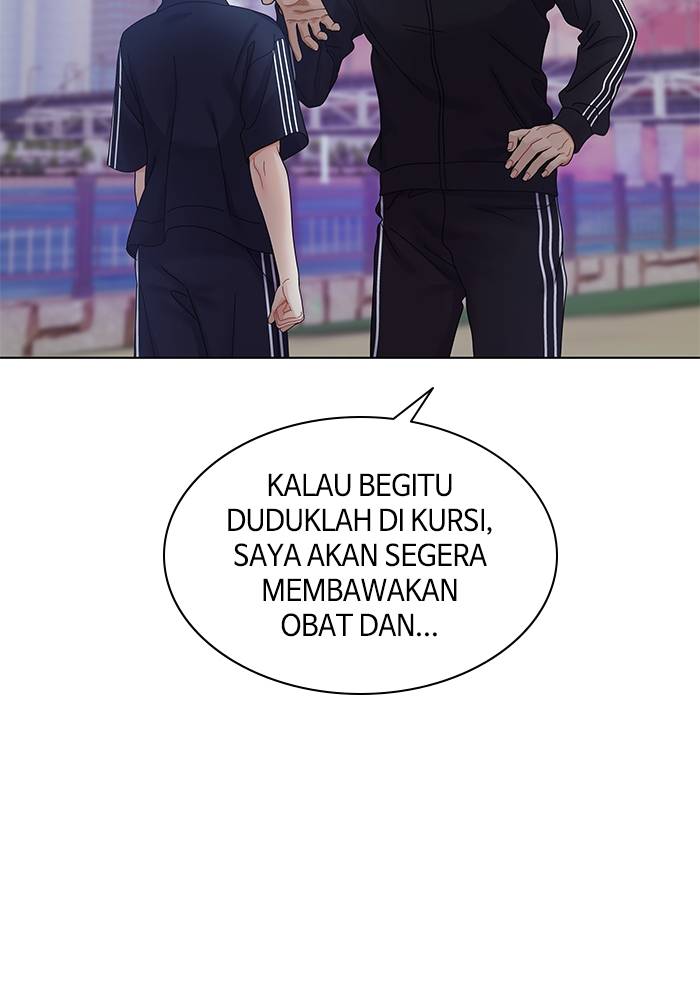 KALAU BEGITU
DUDUKLAH DI KURSI,
SAYA AKAN SEGERA
MEMBAWAKAN
OBAT DAN...